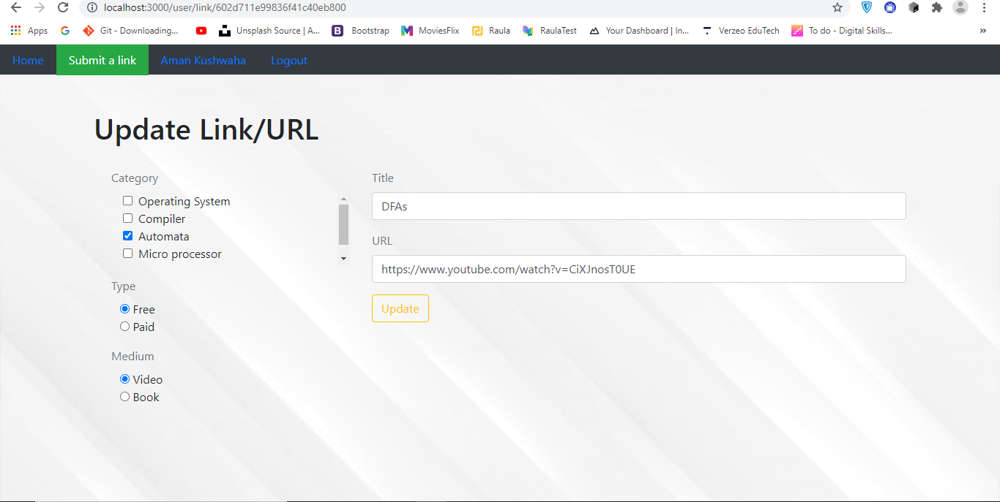 localhost:3000/user/link/602d711e99836f41c40eb800
Apps Git - Downloading... Unsplash Source | A... Bootstrap MoviesFlix Raula RaulaTest Your Dashboard | In... Verzeo EduTech To do - Digital Skills... »
Home Submit a link Aman Kushwaha Logout
Update Link/URL
Category
Operating System
Compiler
Automata
Micro processor
Type
Free
Paid
Medium
Video
Book
Title
DFAs
URL
https://www.youtube.com/watch?v=CiXJnosT0UE
Update